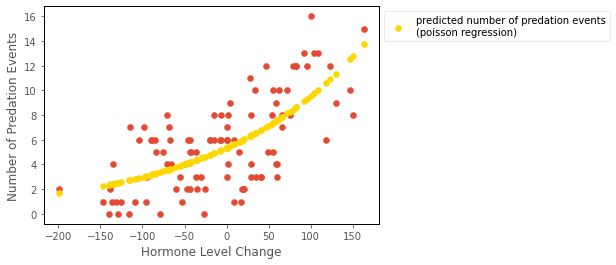 predicted number of predation events
(poisson regression)
Number of Predation Events
16
14
12
10
8
6
4
2
0
−200 −150 −100 −50 0 50 100 150
Hormone Level Change